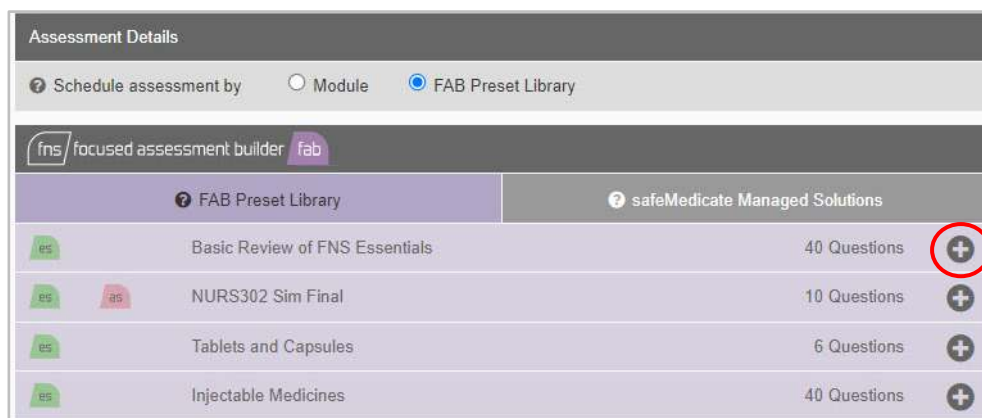 Assessment Details
Schedule assessment by Module FAB Preset Library
fns focused assessment builder fab
FAB Preset Library safeMedicate Managed Solutions
es Basic Review of FNS Essentials 40 Questions
es as NURS302 Sim Final 10 Questions
es Tablets and Capsules 6 Questions
es Injectable Medicines 40 Questions